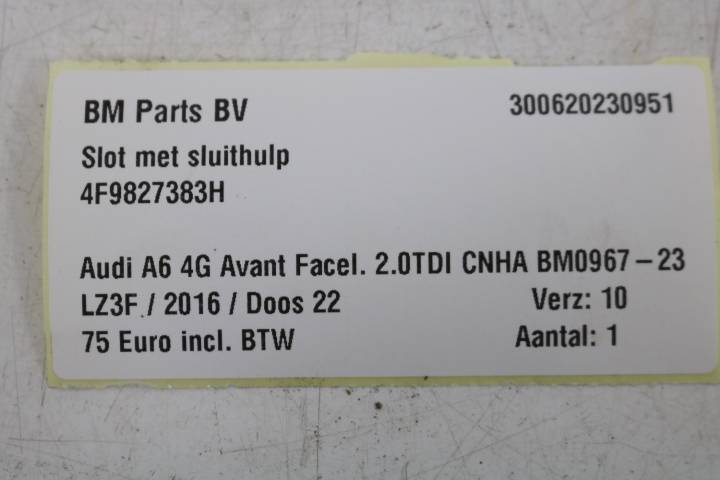 BM Parts BV 300620230951
Slot met sluithulp
4F9827383H
Audi A6 4G Avant Facel. 2.0TDI CNHA BM0967-23
LZ3F / 2016 / Doos 22 Verz: 10
75 Euro incl. BTW Aantal: 1